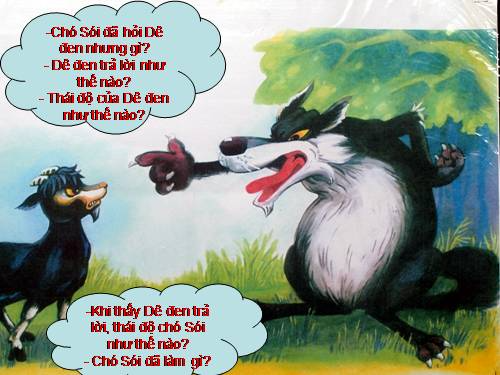 -Chó Sói đã hỏi Dê
đen nhưng gì?
- Dê đen trả lời như
thế nào?
- Thái độ của Dê đen
như thế nào?
-Khi thấy Dê đen trả
lời, thái độ chó Sói
như thế nào?
- Chó Sói đã làm gì?